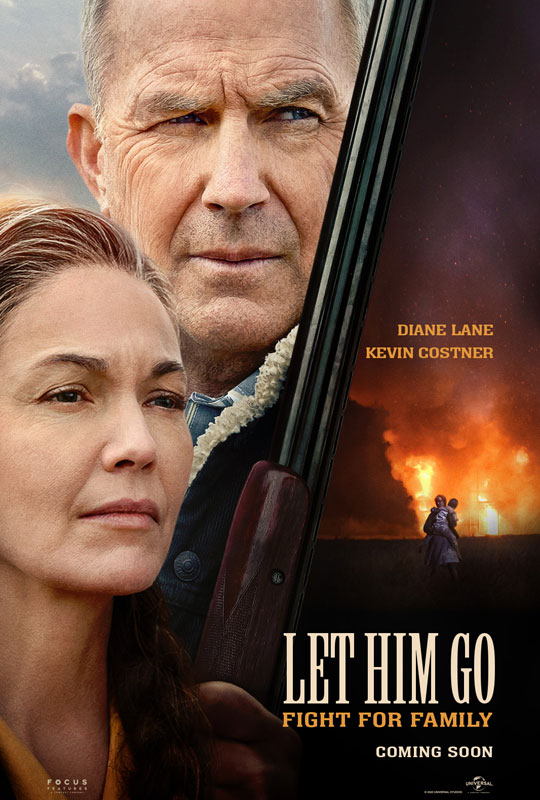 DIANE LANE
KEVIN COSTNER
LET HIM GO
FIGHT FOR FAMILY
COMING SOON
FOCUS
FEATURES
UNIVERSAL